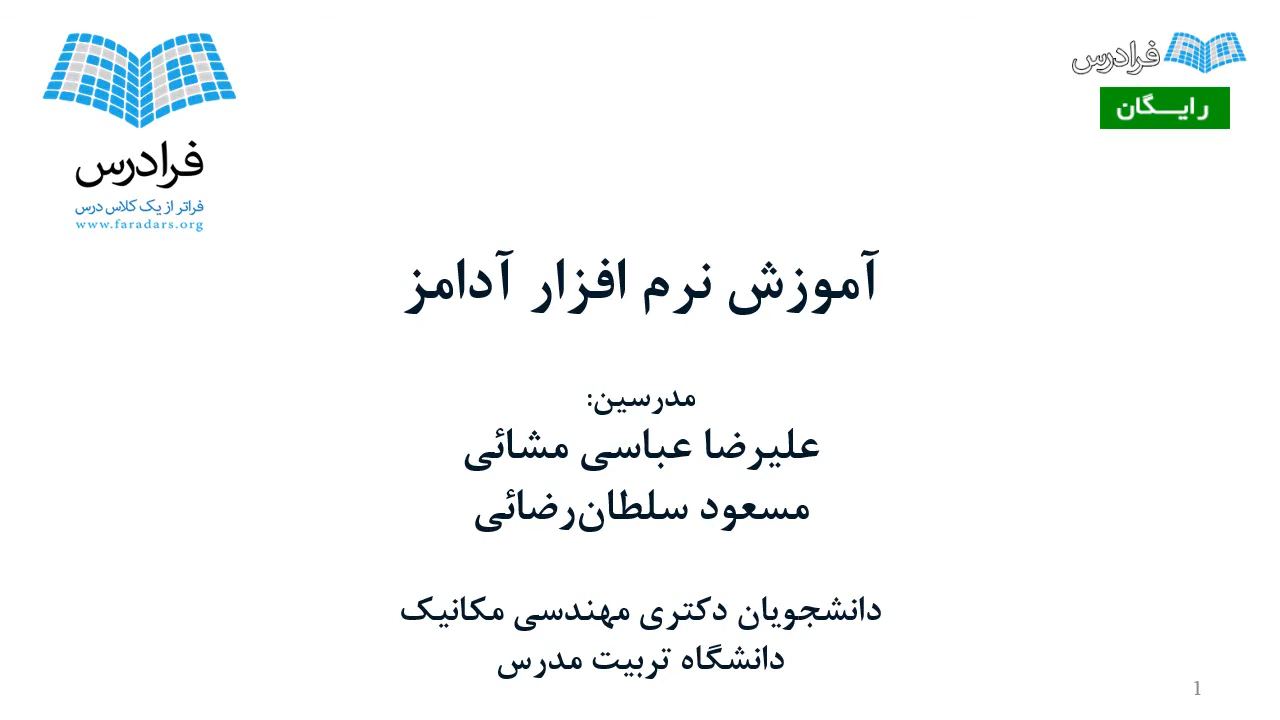 فرادرس
فراتر از یک کلاس درس
www.faradars.org
فرادرس
رایگان
آموزش نرم افزار آدامز
مدرسین:
علیرضا عباسی مشائی
مسعود سلطان‌رضائی
دانشجویان دکتری مهندسی مکانیک
دانشگاه تربیت مدرس
1